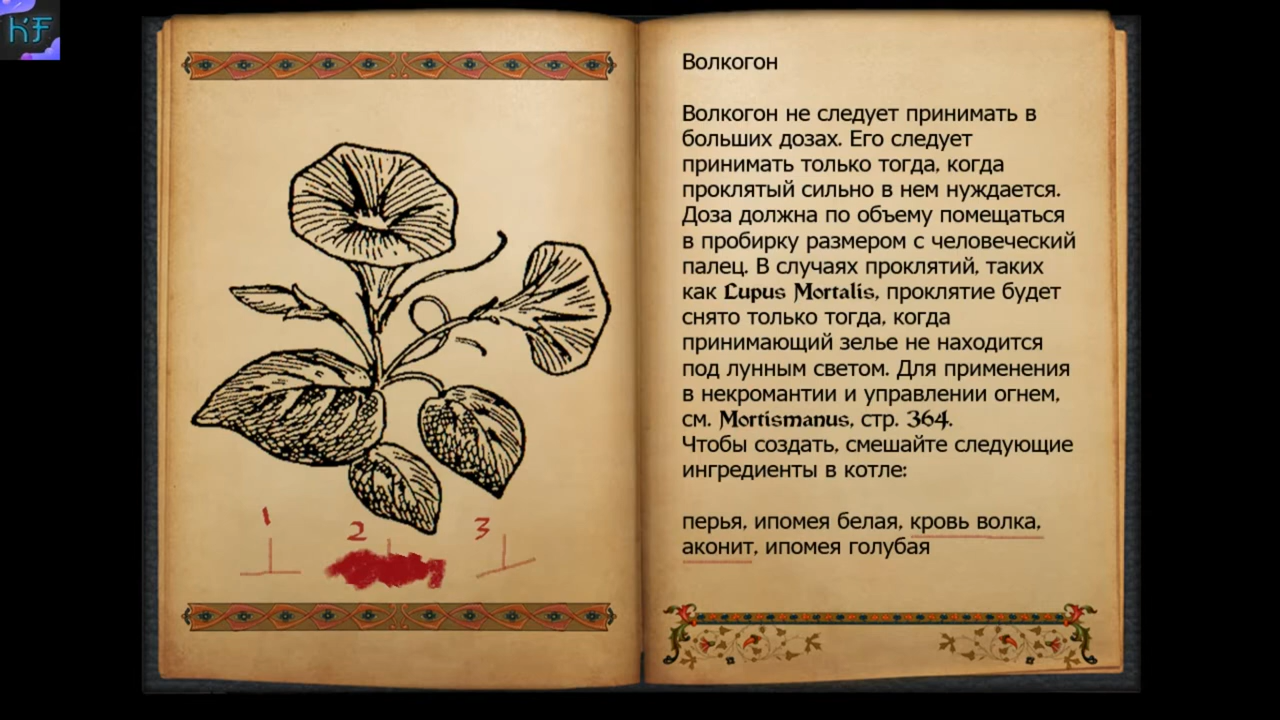 KF
1
2
3
Волкогон
Волкогон не следует принимать в
больших дозах. Его следует
принимать только тогда, когда
проклятый сильно в нем нуждается.
Доза должна по объему помещаться
в пробирку размером с человеческий
палец. В случаях проклятий, таких
как Lupus Mortalis, проклятие будет
снято только тогда, когда
принимающий зелье не находится
под лунным светом. Для применения
в некромантии и управлении огнем,
см. Mortismanus, стр. 364.
Чтобы создать, смешайте следующие
ингредиенты в котле:
перья, ипомея белая, кровь волка,
аконит, ипомея голубая